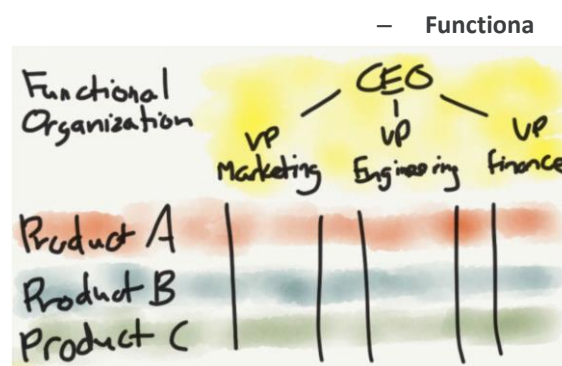 – Functiona
Functional
Organization
CEO
VP
Marketing
VP
Engineering
VP
Finance
Product A
Product B
Product C